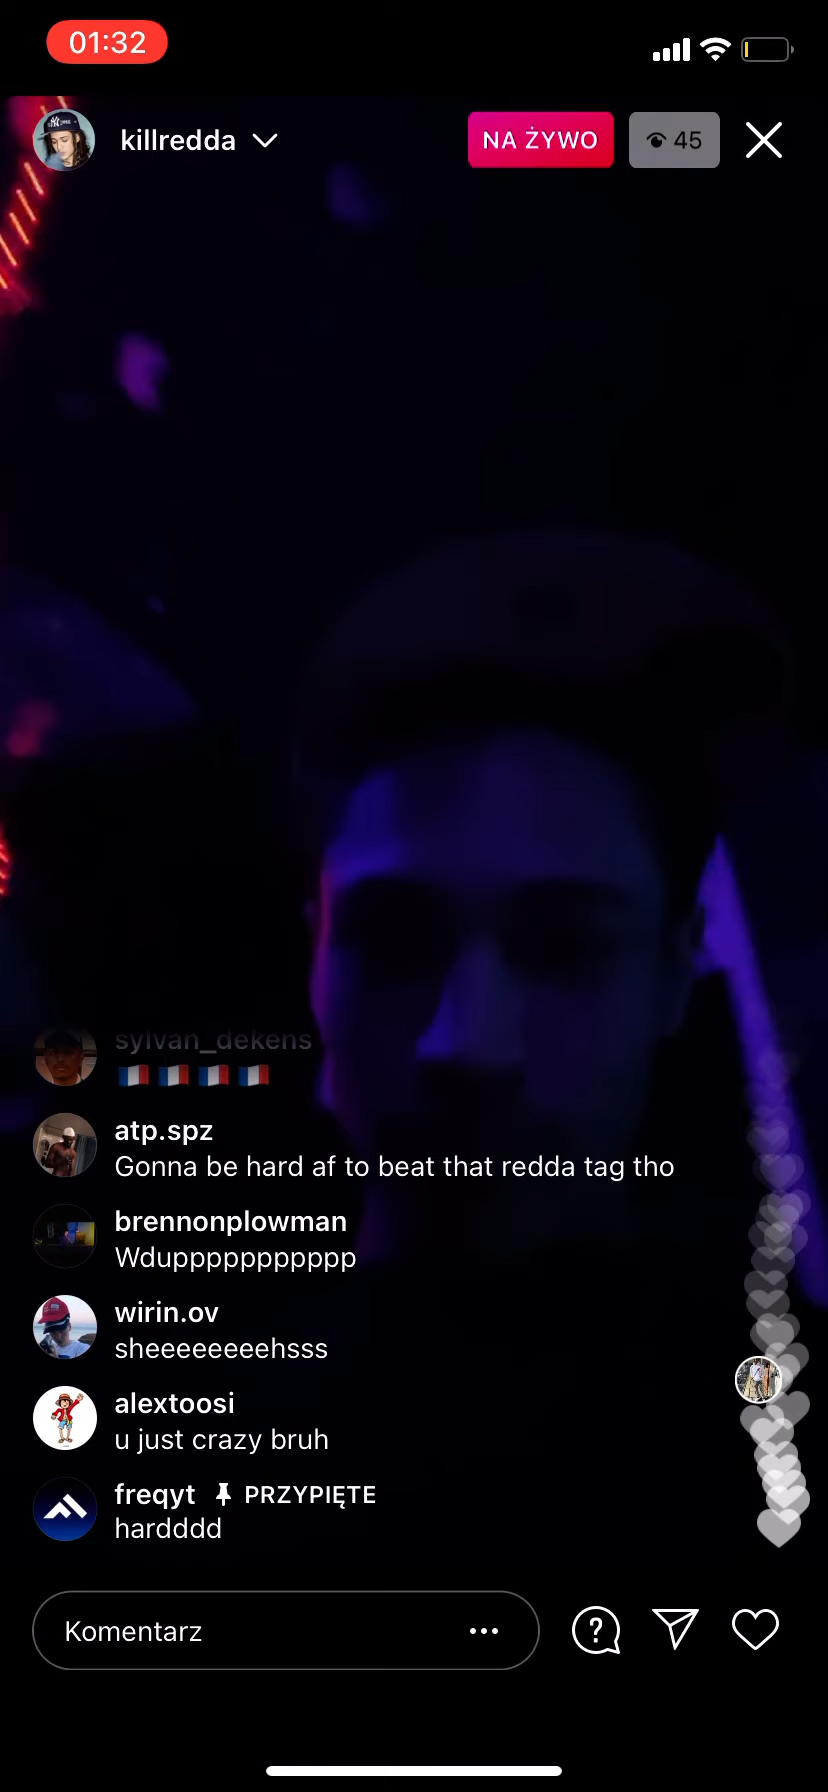 01:32
killredda
NA ŻYWO
45
sylvan_dekens
🇫🇷 🇫🇷 🇫🇷 🇫🇷
atp.spz
Gonna be hard af to beat that redda tag tho
brennonplowman
Wduppppppppppp
wirin.ov
sheeeeeeeehsss
alextoosi
u just crazy bruh
freqyt PRZYPIĘTE
hardddd
Komentarz